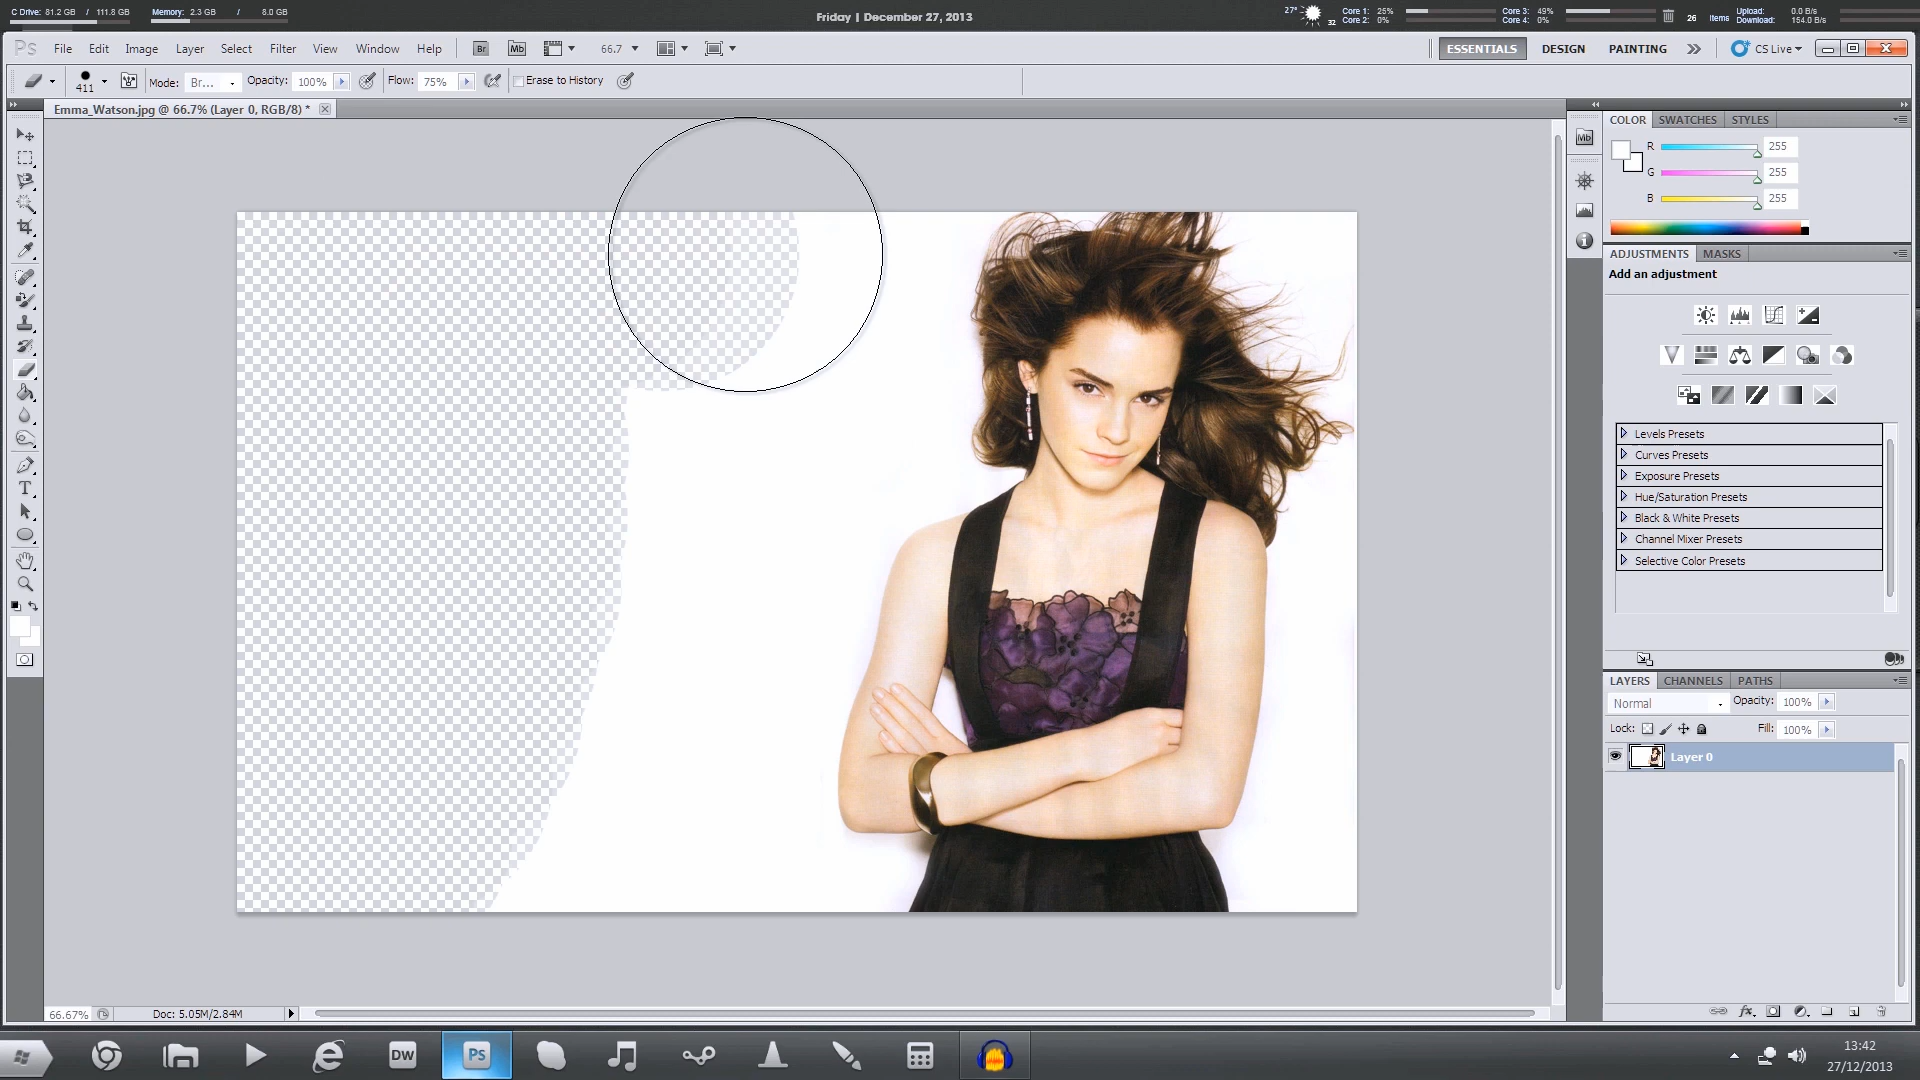 C Drive: 81.2 GB / 111.8 GB Memory: 2.3 GB / 8.0 GB
Friday | December 27, 2013
27° 32 Core 1: 25% Core 2: 0% Core 3: 49% Core 4: 0% 26 items Upload: 0.0 B/s Download: 154.0 B/s
Ps File Edit Image Layer Select Filter View Window Help Br Mb 66.7 ESSENTIALS DESIGN PAINTING CS Live
411 Mode: Br... Opacity: 100% Flow: 75% Erase to History
Emma_Watson.jpg @ 66.7% (Layer 0, RGB/8) *
Mb
COLOR SWATCHES STYLES
R 255
G 255
B 255
ADJUSTMENTS MASKS
Add an adjustment
Levels Presets
Curves Presets
Exposure Presets
Hue/Saturation Presets
Black & White Presets
Channel Mixer Presets
Selective Color Presets
LAYERS CHANNELS PATHS
Normal Opacity: 100%
Lock: Fill: 100%
Layer 0
T
fx
66.67% Doc: 5.05M/2.84M
DW PS
13:42
27/12/2013